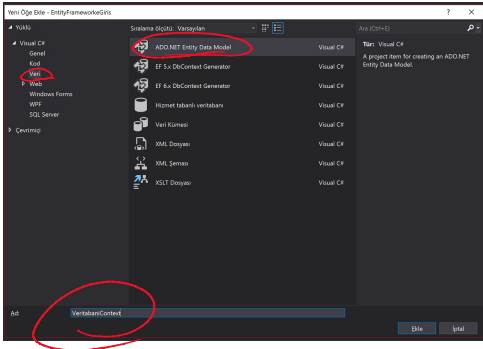 Yeni Öğe Ekle - EntityFrameworkeGiris
? ×
Yüklü
Sıralama ölçütü: Varsayılan
Ara (Ctrl+E)
Visual C#
Genel
Kod
Veri
Web
Windows Forms
WPF
SQL Server
Çevrimiçi
ADO.NET Entity Data Model Visual C#
EF 5.x DbContext Generator Visual C#
EF 6.x DbContext Generator Visual C#
Hizmet tabanlı veritabanı Visual C#
Veri Kümesi Visual C#
XML Dosyası Visual C#
XML Şeması Visual C#
XSLT Dosyası Visual C#
Tür: Visual C#
A project item for creating an ADO.NET
Entity Data Model.
Ad: VeritabaniContext
Ekle İptal